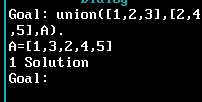 Dialog
Goal: union([1,2,3],[2,4
,5],A).
A=[1,3,2,4,5]
1 Solution
Goal: